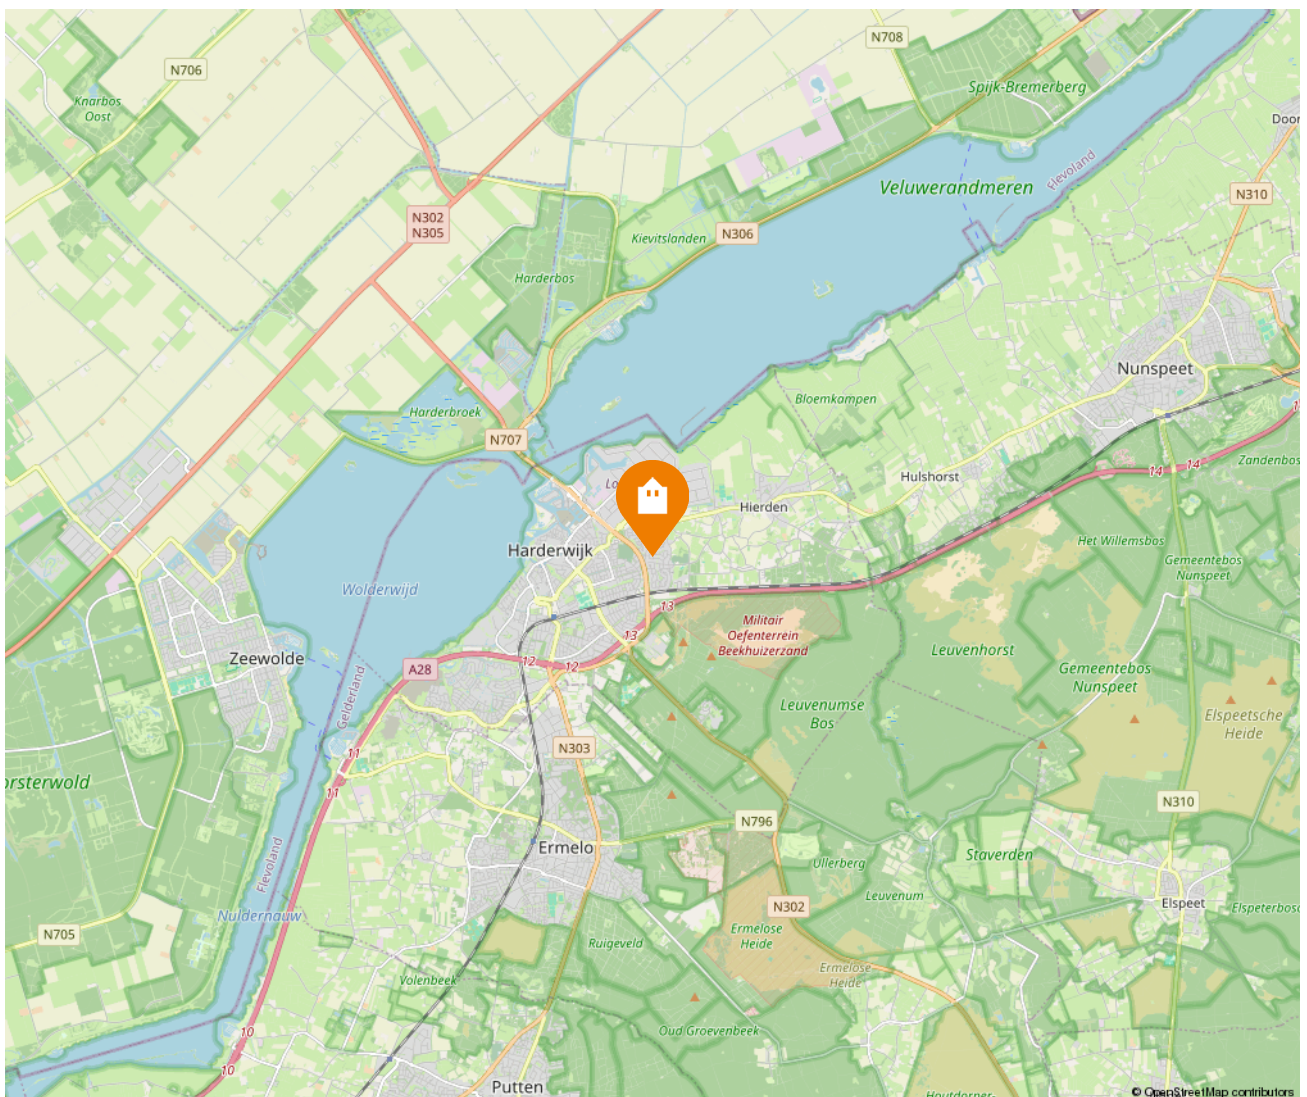 N708
N706
Spijk-Bremerberg
Knarbos
Oost
Door
Flevoland
Veluwerandmeren
N310
N302
N305
N306
Kievitslanden
Harderbos
Nunspeet
Bloemkampen
Harderbroek
N707
Zandenbos
14
14
Hulshorst
Lo
Hierden
Het Willemsbos
Harderwijk
Gemeentebos
Nunspeet
Wolderwijd
13
Militair
Oefenterrein
Beekhuizerzand
13
Leuvenhorst
Zeewolde
12
12
A28
Gemeentebos
Nunspeet
Gelderland
Leuvenumse
Bos
Elspeetsche
Heide
N303
11
orsterwold
11
N310
N796
Ermelo
Staverden
Flevoland
Ullerberg
Leuvenum
Elspeet
N302
Elspeterbosc
Nuldernauw
N705
Ermelose
Heide
Ruigeveld
Ermelose
Heide
Volenbeek
10
Oud Groevenbeek
10
Putten
Houtdorper-
© OpenStreetMap contributors